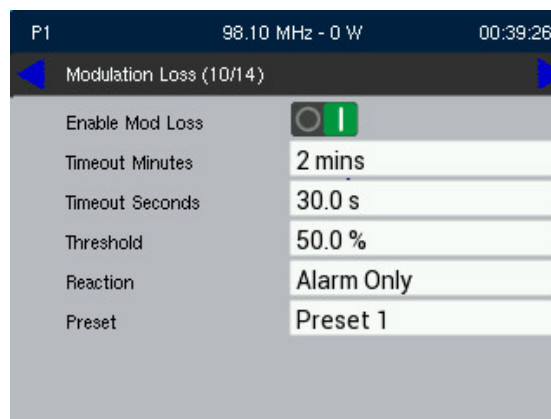 P1 98.10 MHz - 0 W 00:39:26
Modulation Loss (10/14)
Enable Mod Loss
Timeout Minutes 2 mins
Timeout Seconds 30.0 s
Threshold 50.0 %
Reaction Alarm Only
Preset Preset 1